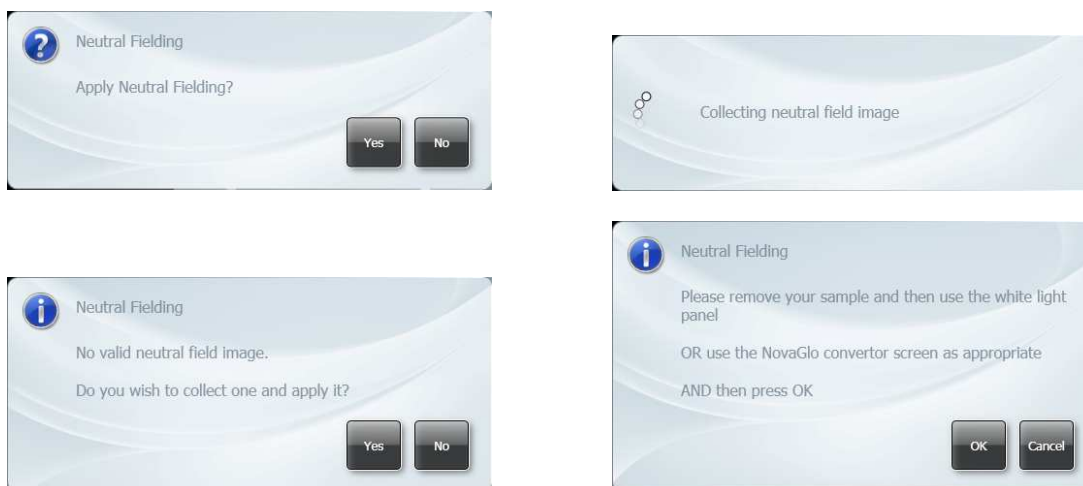 Neutral Fielding
Apply Neutral Fielding?
Yes No
Collecting neutral field image
Neutral Fielding
No valid neutral field image.
Do you wish to collect one and apply it?
Yes No
Neutral Fielding
Please remove your sample and then use the white light
panel
OR use the NovaGlo convertor screen as appropriate
AND then press OK
OK Cancel